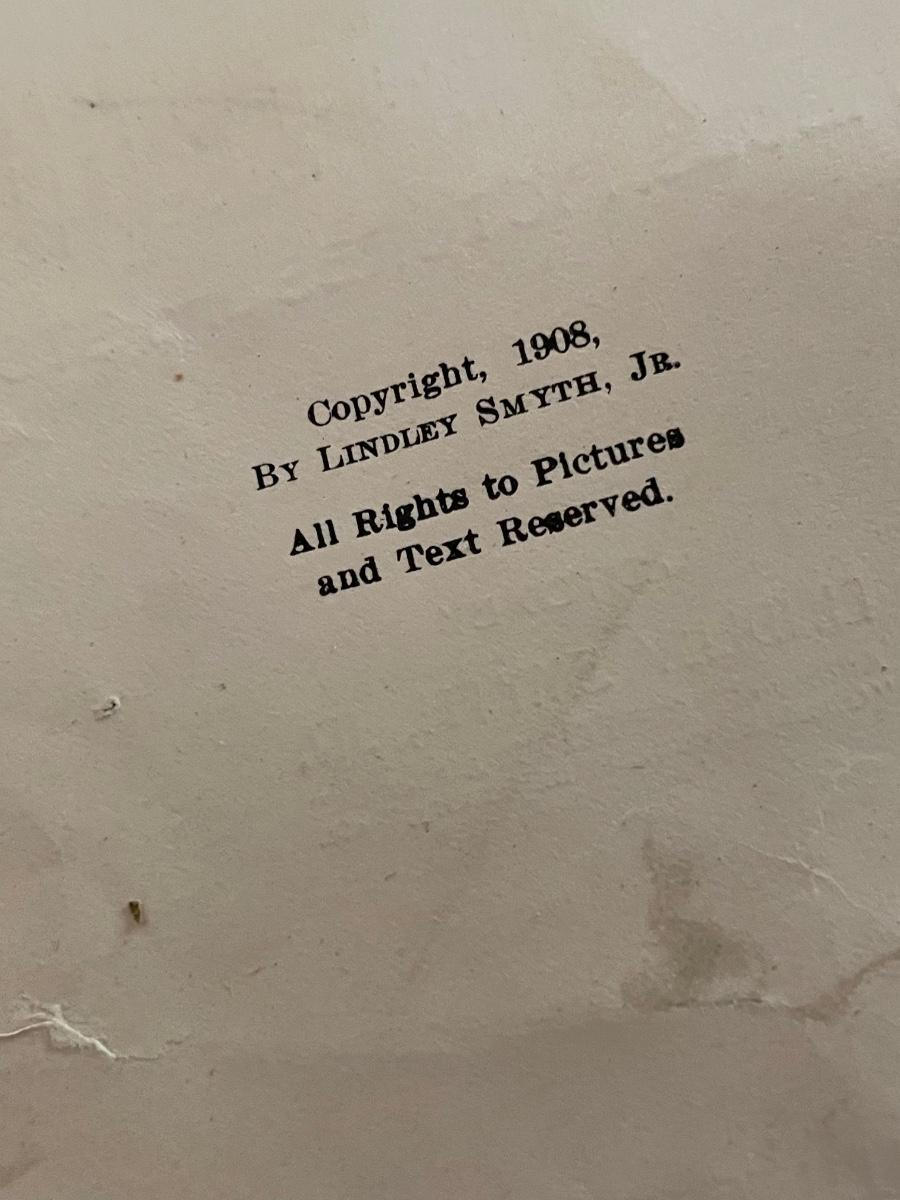 Copyright, 1908,
By Lindley Smyth, Jr.
All Rights to Pictures
and Text Reserved.